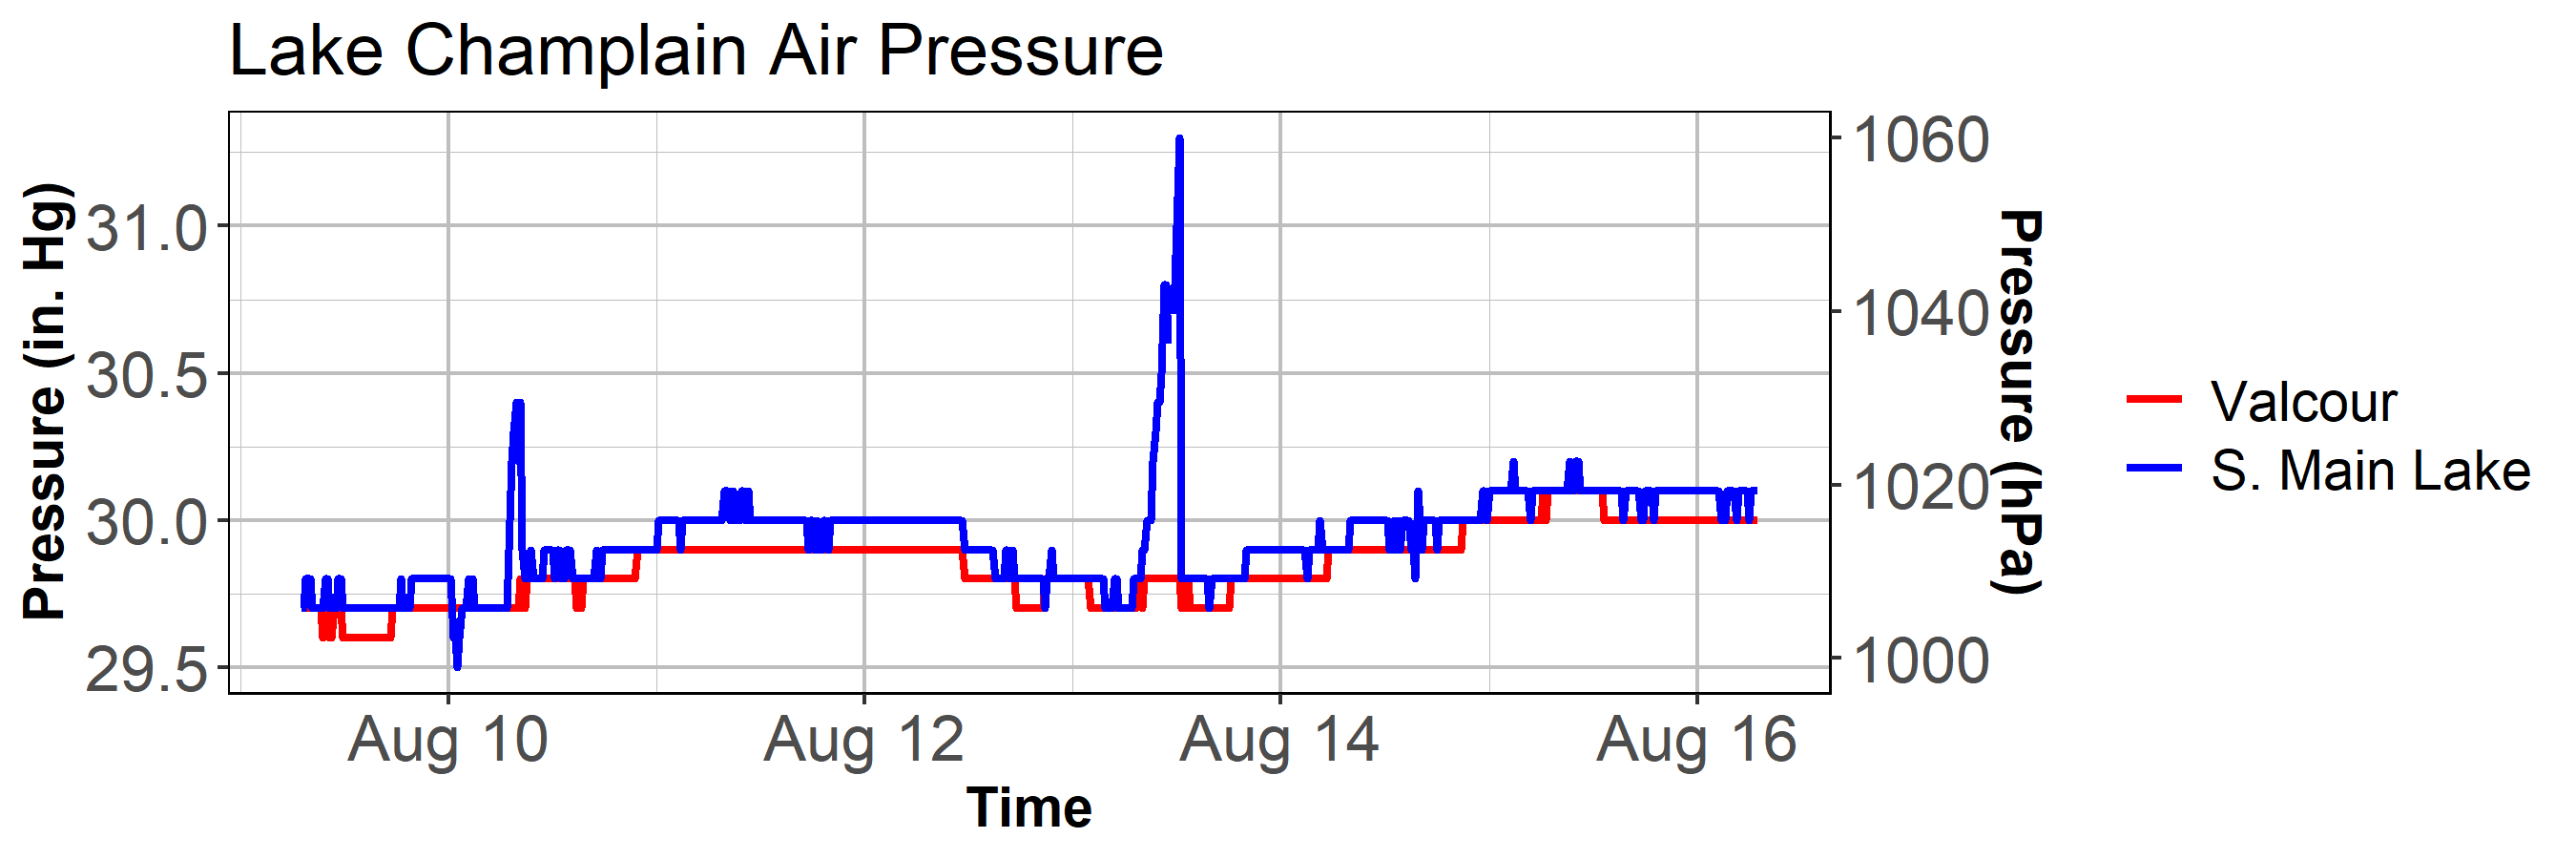 Lake Champlain Air Pressure
Pressure (in. Hg)
31.0
30.5
30.0
29.5
1060
1040
1020
1000
Pressure (hPa)
Aug 10
Aug 12
Aug 14
Aug 16
Time
Valcour
S. Main Lake